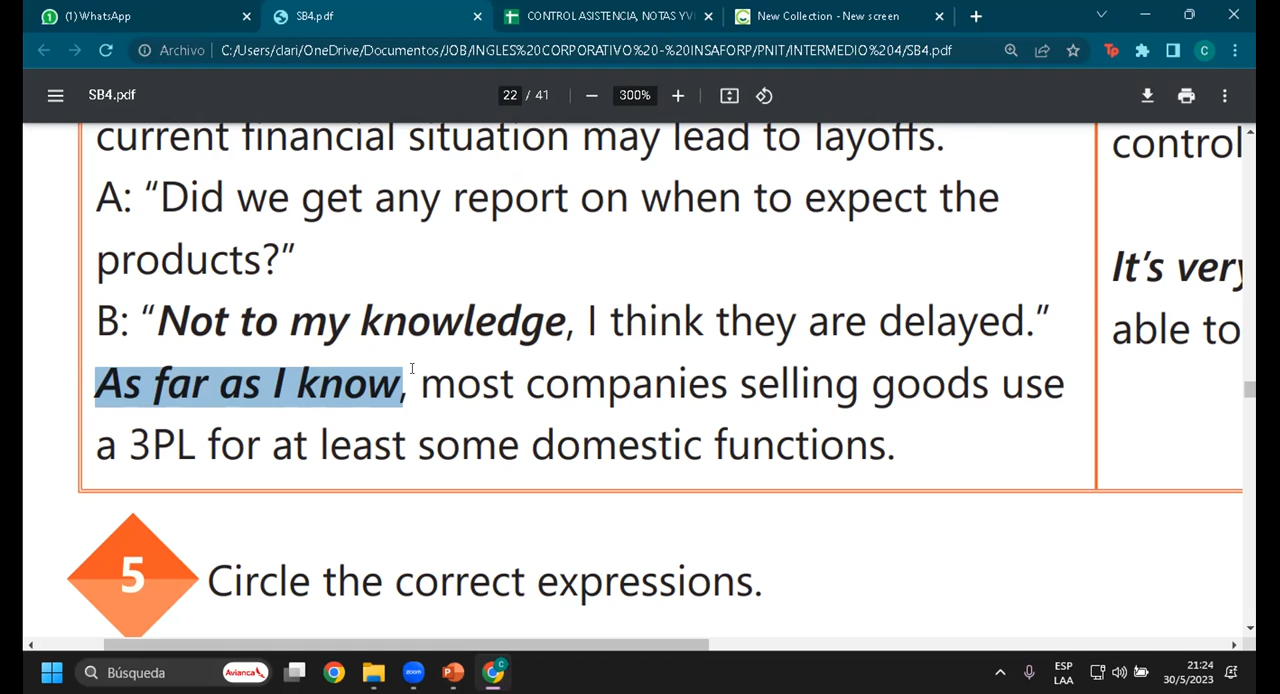 (1) WhatsApp
SB4.pdf
CONTROL ASISTENCIA, NOTAS YVI
New Collection - New screen
Archivo
C:/Users/clari/OneDrive/Documentos/JOB/INGLES%20CORPORATIVO%20-%20INSAFORP/PNIT/INTERMEDIO%204/SB4.pdf
Tp
C
SB4.pdf
22 / 41
300%
current financial situation may lead to layoffs.
A: “Did we get any report on when to expect the
products?”
B: “Not to my knowledge, I think they are delayed.”
As far as I know, most companies selling goods use
a 3PL for at least some domestic functions.
control
It’s very
able to
5
Circle the correct expressions.
Búsqueda
Avianca
zoom
P
C
ESP
LAA
21:24
30/5/2023